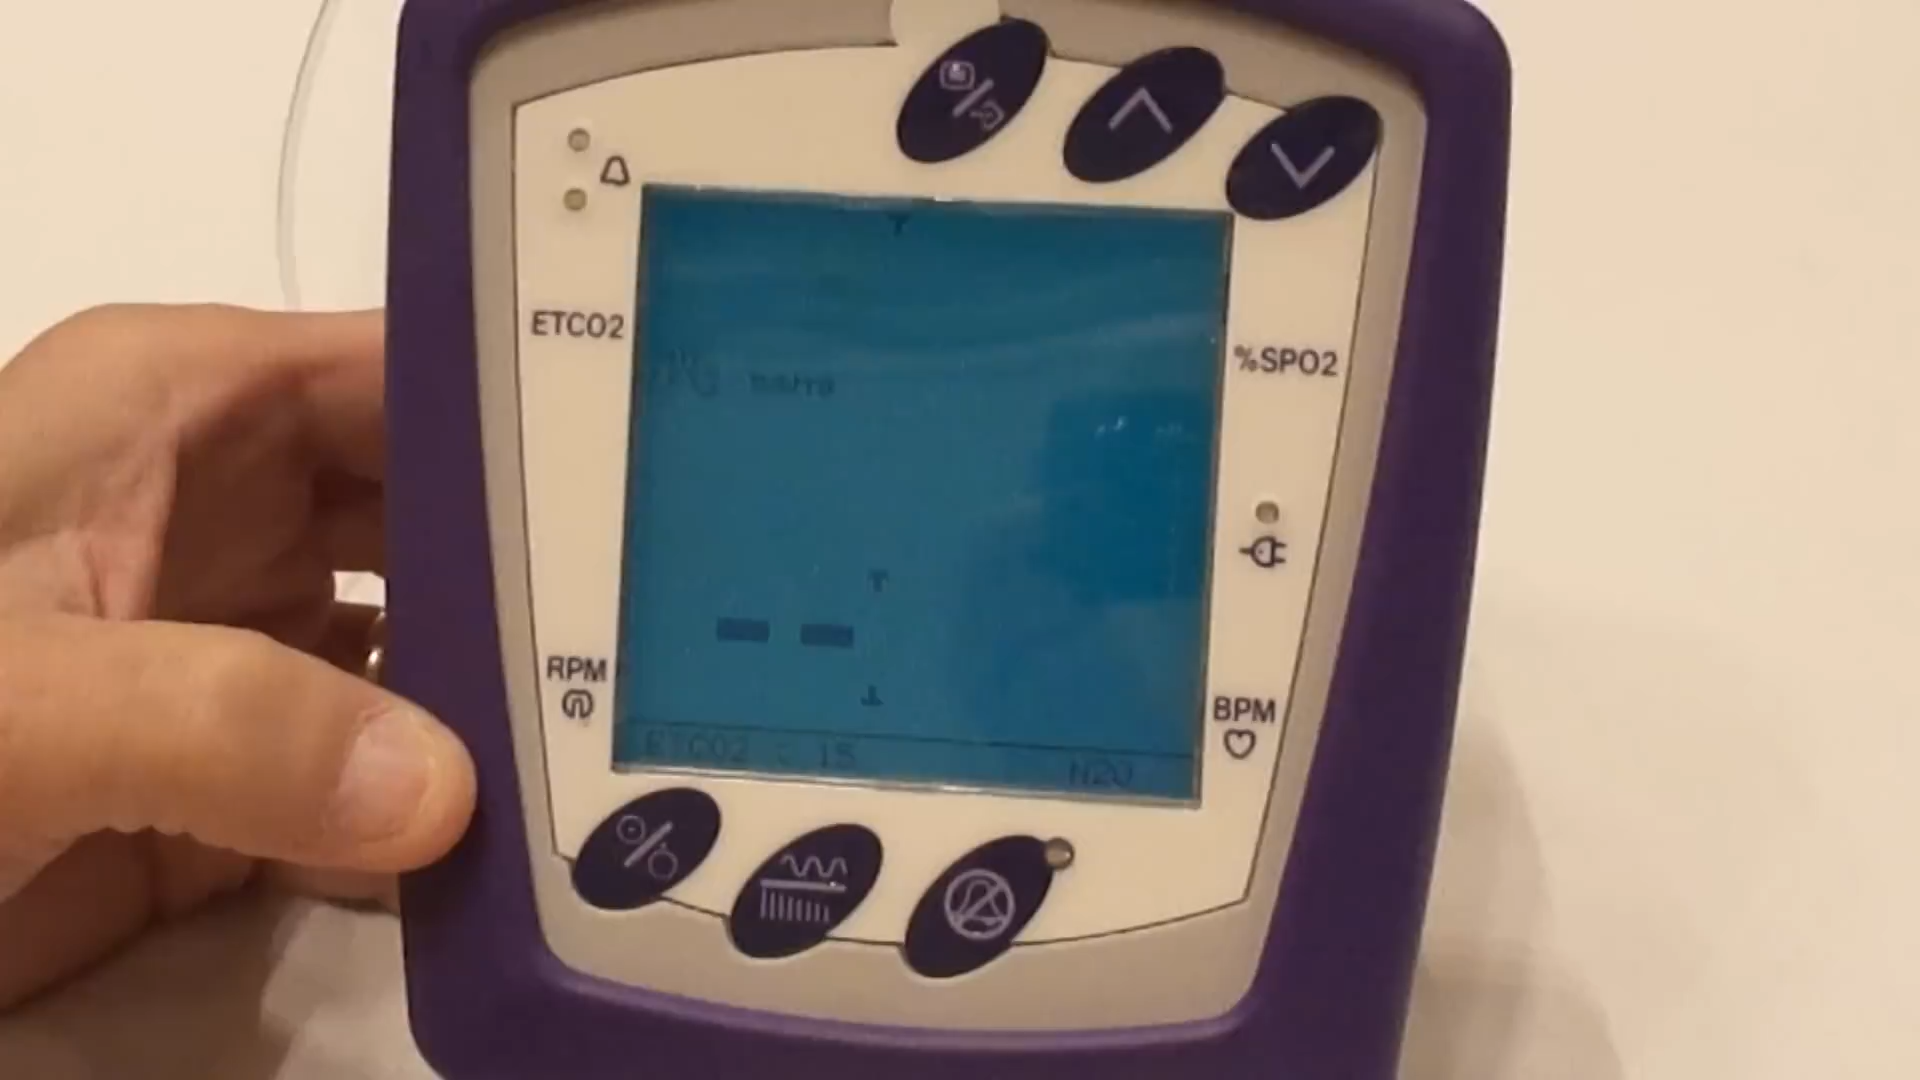 ETCO2
%SPO2
RPM
BPM
ETCO2 : 15
N2O